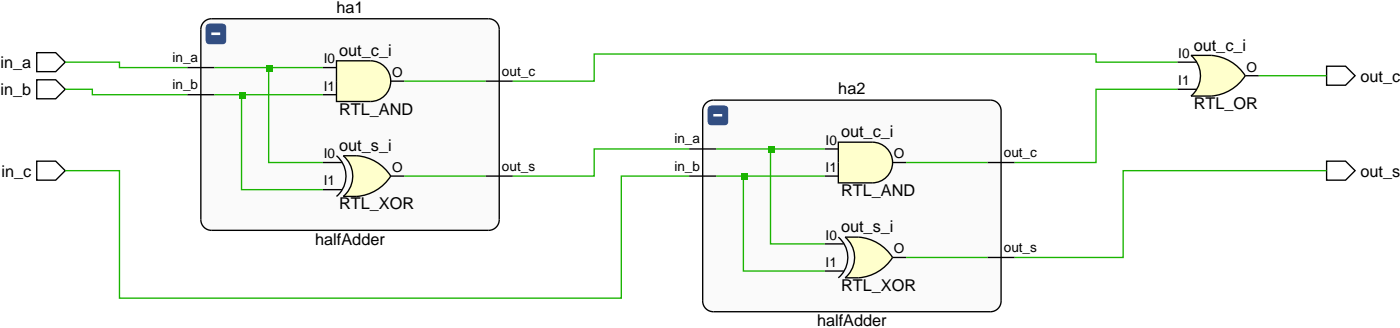 ha1
in_a
in_b
in_c
in_a
in_b
out_c_i
I0
I1
O
RTL_AND
out_s_i
I0
I1
O
RTL_XOR
out_c
out_s
halfAdder
ha2
in_a
in_b
out_c_i
I0
I1
O
RTL_AND
out_s_i
I0
I1
O
RTL_XOR
out_c
out_s
halfAdder
out_c_i
I0
I1
O
RTL_OR
out_c
out_s